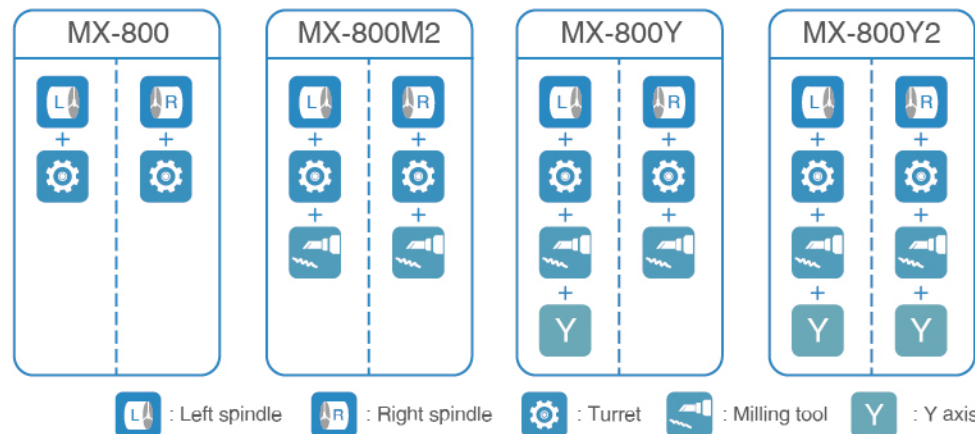 MX-800 MX-800M2 MX-800Y MX-800Y2
L R L R L R L R
+ + + + + + + +
+ + + + + +
+ + +
Y Y Y
L : Left spindle R : Right spindle : Turret : Milling tool Y : Y axis